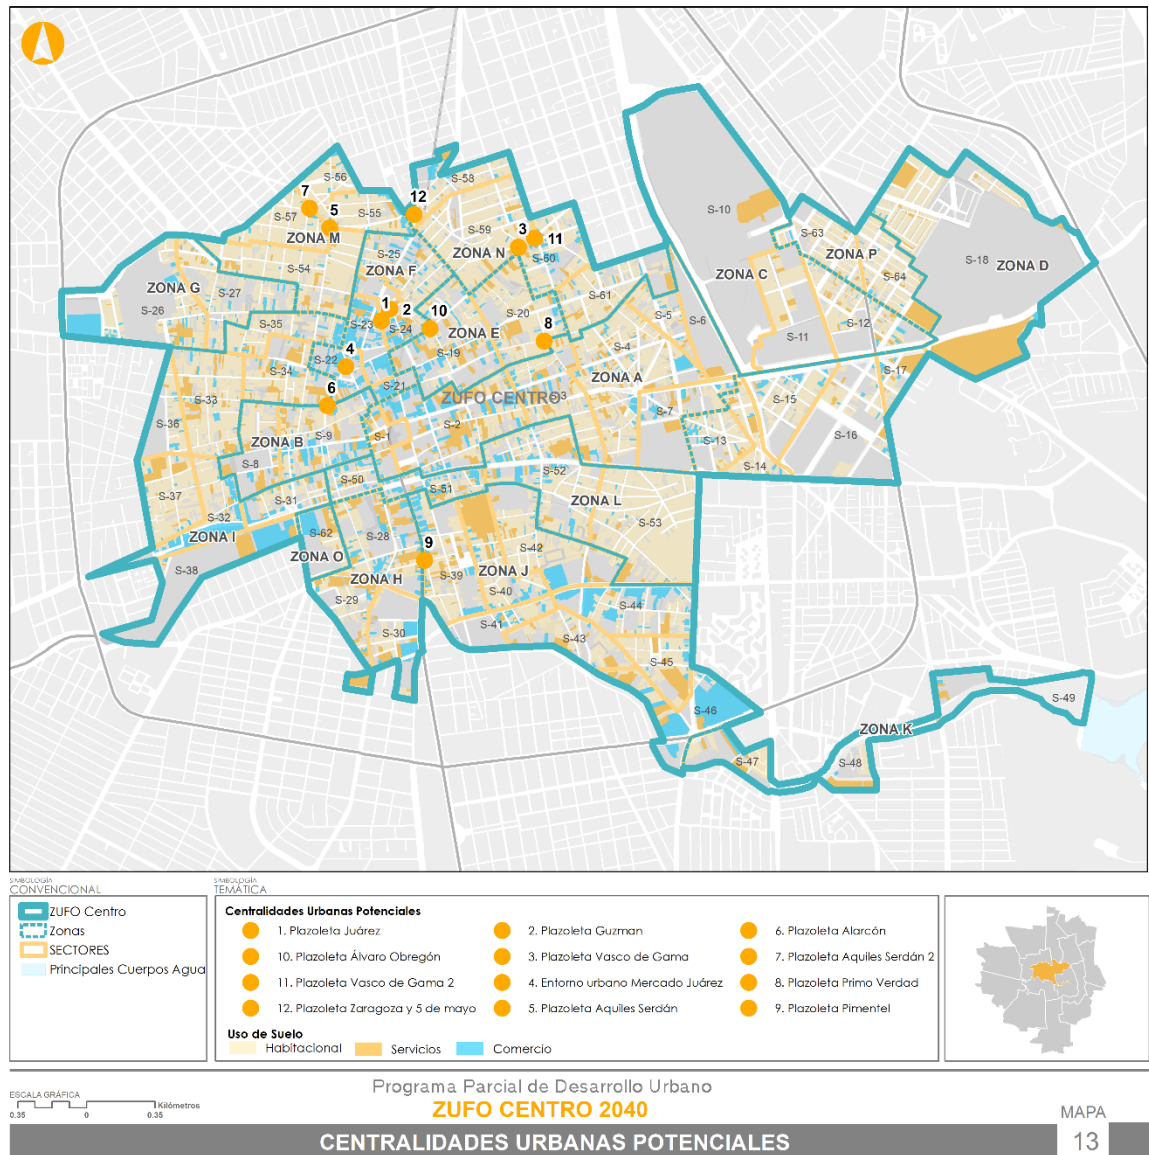 S-56
7
12
S-58
S-57
5
S-55
ZONA M
S-59
3
11
S-10
S-63
ZONA P
S-25
ZONA N
S-60
S-18
ZONA D
S-54
ZONA F
ZONA C
S-64
ZONA G
S-27
S-26
S-61
1
2
S-20
S-5
S-6
S-12
S-35
S-23
S-24
10
ZONA E
8
S-11
4
S-22
S-19
S-4
S-34
S-21
ZONA A
S-17
6
S-33
ZUFO CENTRO
S-15
S-36
S-7
S-9
S-1
S-2
S-16
ZONA B
S-13
S-8
S-14
S-50
S-52
S-37
S-31
S-51
ZONA L
S-32
S-53
ZONA I
S-62
S-28
9
S-42
ZONA O
S-38
ZONA H
S-39
ZONA J
S-29
S-40
S-44
S-41
S-30
S-43
S-45
S-46
S-49
ZONA K
S-47
S-48
SIMBOLOGÍA
CONVENCIONAL
ZUFO Centro
Zonas
SECTORES
Principales Cuerpos Agua
SIMBOLOGÍA
TEMÁTICA
Centralidades Urbanas Potenciales
1. Plazoleta Juárez
2. Plazoleta Guzman
6. Plazoleta Alarcón
10. Plazoleta Álvaro Obregón
3. Plazoleta Vasco de Gama
7. Plazoleta Aquiles Serdán 2
11. Plazoleta Vasco de Gama 2
4. Entorno urbano Mercado Juárez
8. Plazoleta Primo Verdad
12. Plazoleta Zaragoza y 5 de mayo
5. Plazoleta Aquiles Serdán
9. Plazoleta Pimentel
Uso de Suelo
Habitacional
Servicios
Comercio
ESCALA GRÁFICA
Kilómetros
0.35 0 0.35
Programa Parcial de Desarrollo Urbano
ZUFO CENTRO 2040
CENTRALIDADES URBANAS POTENCIALES
MAPA
13